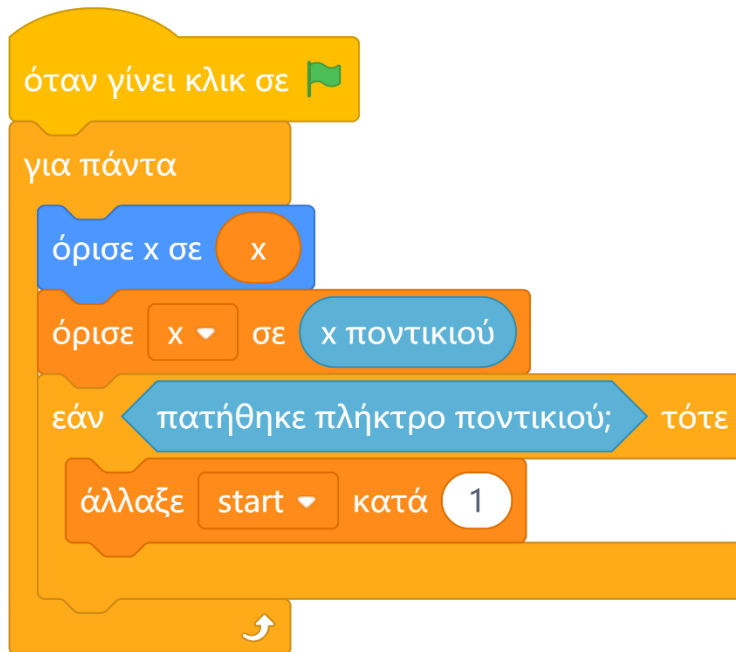 όταν γίνει κλικ σε
για πάντα
όρισε x σε x
όρισε x σε x ποντικιού
εάν πατήθηκε πλήκτρο ποντικιού; τότε
άλλαξε start κατά 1